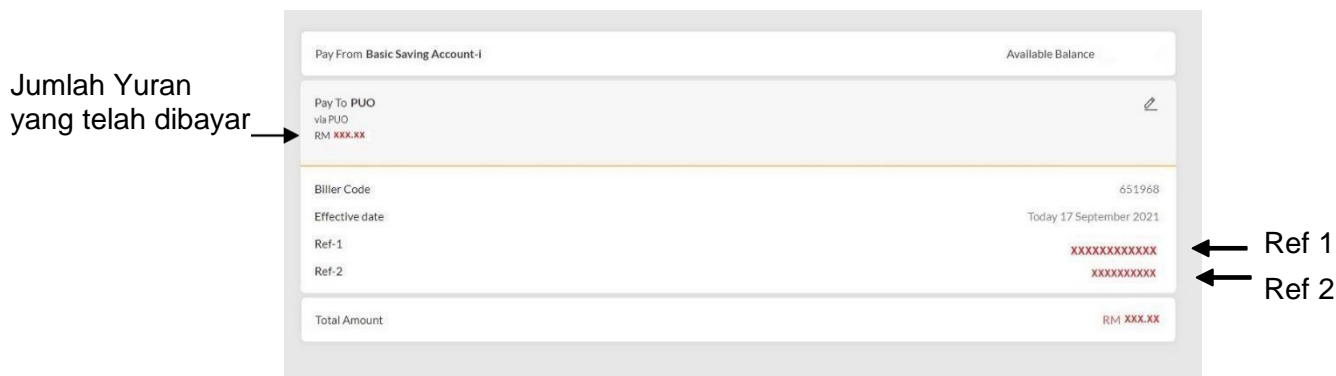 Pay From Basic Saving Account-i
Available Balance
Jumlah Yuran
yang telah dibayar
Pay To PUO
via PUO
RM xxx.xx
Biller Code
651968
Effective date
Today 17 September 2021
Ref-1
xxxxxxxxxxxx
Ref 1
Ref-2
xxxxxxxxxx
Ref 2
Total Amount
RM xxx.xx